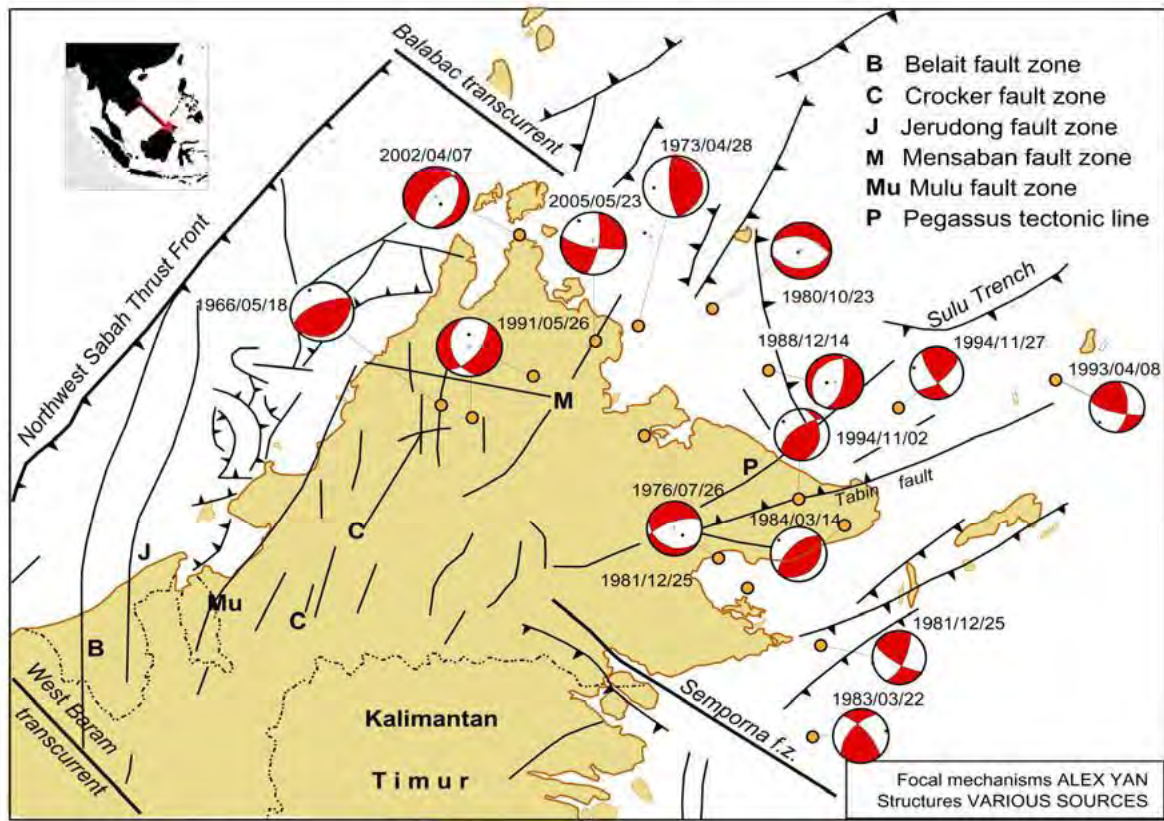 Balabac transcurrent
B Belait fault zone
C Crocker fault zone
J Jerudong fault zone
M Mensaban fault zone
Mu Mulu fault zone
P Pegassus tectonic line
2002/04/07
1973/04/28
2005/05/23
Northwest Sabah Thrust Front
1966/05/18
1991/05/26
1980/10/23
Sulu Trench
1988/12/14
1994/11/27
1993/04/08
M
1994/11/02
P
1976/07/26
Tabin fault
1984/03/14
C
J
1981/12/25
Mu
C
B
1981/12/25
West Baram
transcurrent
Semporna f.z.
1983/03/22
Kalimantan
Timur
Focal mechanisms ALEX YAN
Structures VARIOUS SOURCES